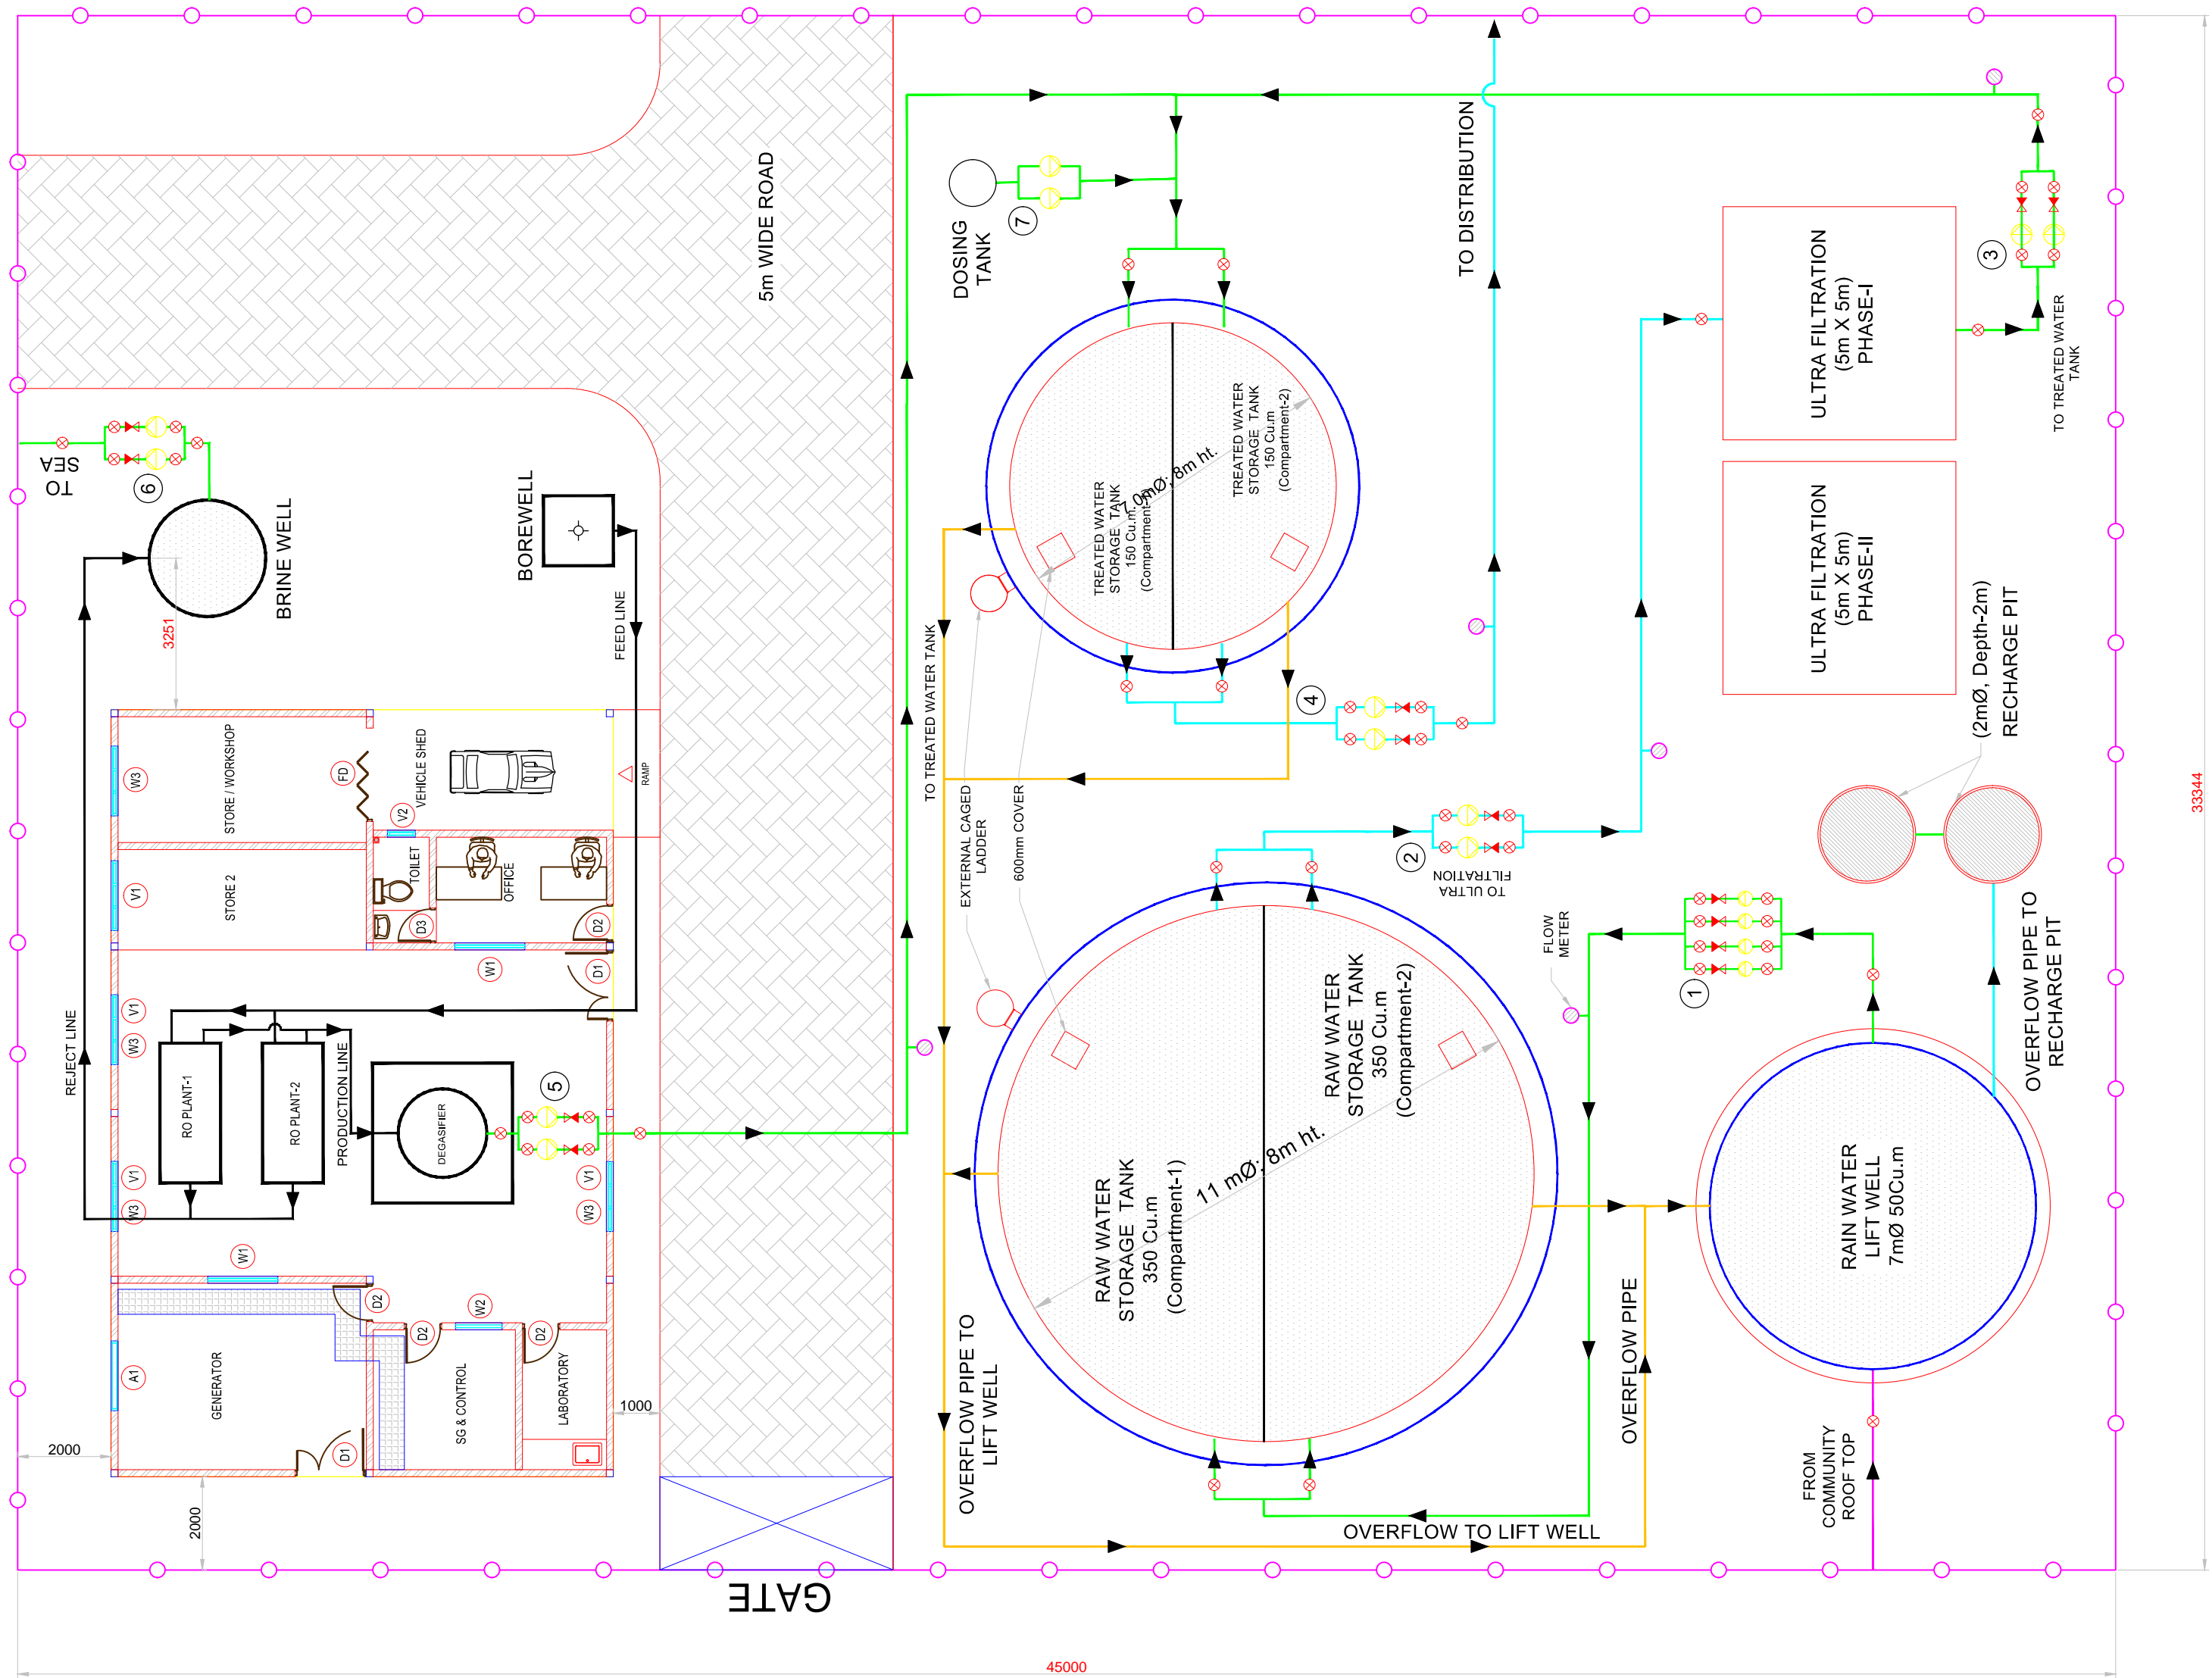 TO
SEA
6
BRINE WELL
3251
BOREWELL
FEED LINE
5m WIDE ROAD
REJECT LINE
STORE / WORKSHOP
W3
FD
VEHICLE SHED
V2
RAMP
STORE 2
V1
TOILET
OFFICE
D3
D2
W1
D1
V1
W3
RO PLANT-1
RO PLANT-2
PRODUCTION LINE
DEGASIFIER
5
V1
W3
V1
W3
W1
D2
W2
D2
D2
A1
GENERATOR
SG & CONTROL
LABORATORY
D1
1000
2000
2000
GATE
DOSING
TANK
7
TO DISTRIBUTION
TREATED WATER
STORAGE TANK
150 Cu.m.
(Compartment-
7.0mØ; 8m ht.
TREATED WATER
STORAGE TANK
150 Cu.m
(Compartment-2)
TO TREATED WATER TANK
4
EXTERNAL CAGED
LADDER
600mm COVER
ULTRA FILTRATION
(5m X 5m)
PHASE-I
ULTRA FILTRATION
(5m X 5m)
PHASE-II
3
TO TREATED WATER
TANK
(2mØ, Depth-2m)
RECHARGE PIT
2
TO ULTRA
FILTRATION
FLOW
METER
1
OVERFLOW PIPE TO
RECHARGE PIT
RAW WATER
STORAGE TANK
350 Cu.m
(Compartment-1)
11 mØ; 8m ht.
RAW WATER
STORAGE TANK
350 Cu.m
(Compartment-2)
RAIN WATER
LIFT WELL
7mØ 50Cu.m
OVERFLOW PIPE TO
LIFT WELL
OVERFLOW PIPE
OVERFLOW TO LIFT WELL
FROM
COMMUNITY
ROOF TOP
33344
45000